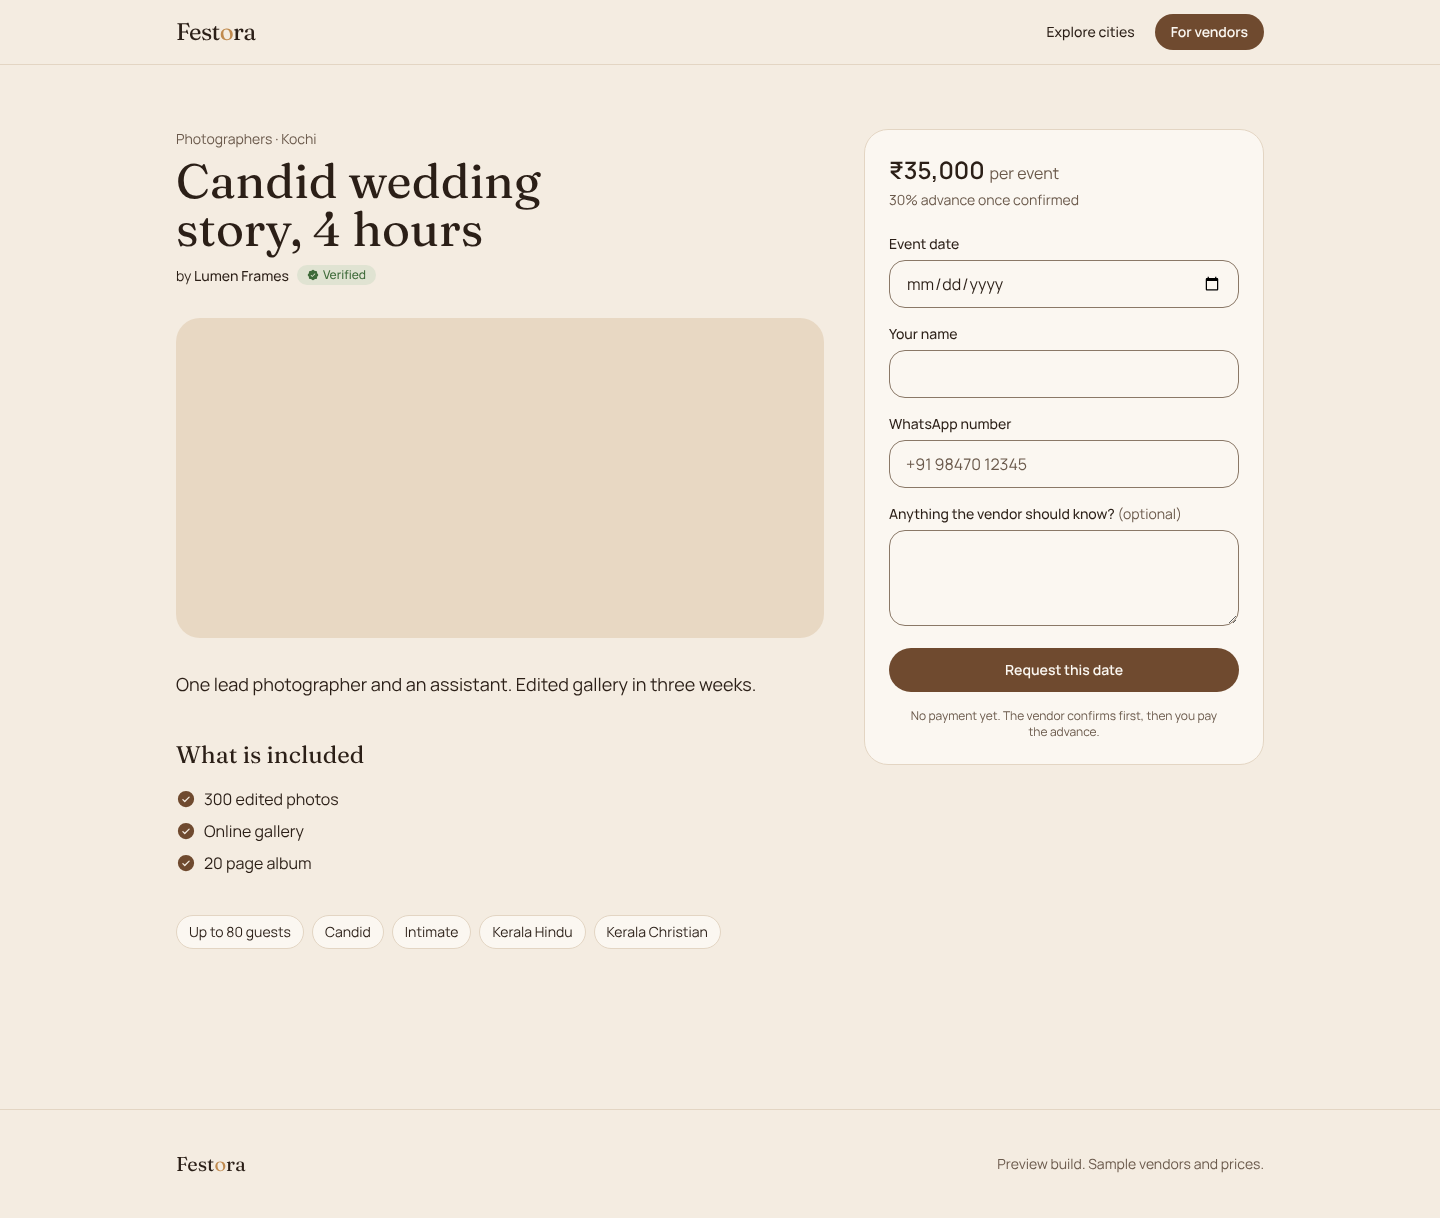 Festora
Explore cities
For vendors
Photographers · Kochi
Candid wedding
story, 4 hours
by Lumen Frames
Verified
One lead photographer and an assistant. Edited gallery in three weeks.
What is included
300 edited photos
Online gallery
20 page album
Up to 80 guests
Candid
Intimate
Kerala Hindu
Kerala Christian
₹35,000 per event
30% advance once confirmed
Event date
mm/dd/yyyy
Your name
WhatsApp number
+91 98470 12345
Anything the vendor should know? (optional)
Request this date
No payment yet. The vendor confirms first, then you pay
the advance.
Festora
Preview build. Sample vendors and prices.